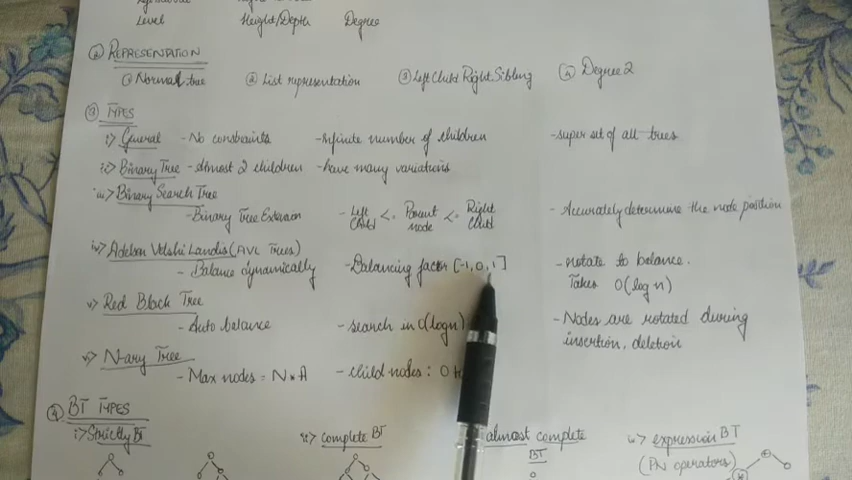 Level Height/Depth Degree
② REPRESENTATION
① Normal tree ② List representation ③ Left Child Right Sibling ④ Degree 2
③ TYPES
i> General - No constraints - Infinite number of children - super set of all trees
ii> Binary Tree - atmost 2 children - have many variations
iii> Binary Search Tree
- Binary Tree Extension - Left Child <. Parent node <. Right Child - Accurately determine the node position
iv> Adelson Velshi Landis (AVL Trees)
- Balance dynamically - Balancing factor [-1,0,1] - rotate to balance.
Takes O(log n)
v> Red Black Tree
- Auto balance - search in O(logn) - Nodes are rotated during
insertion, deletion
vi> N-ary Tree
- Max nodes = N*A - child nodes: 0
④ BT TYPES
i> Strictly BT ii> complete BT almost complete BT iv> expression BT
(PN operators)